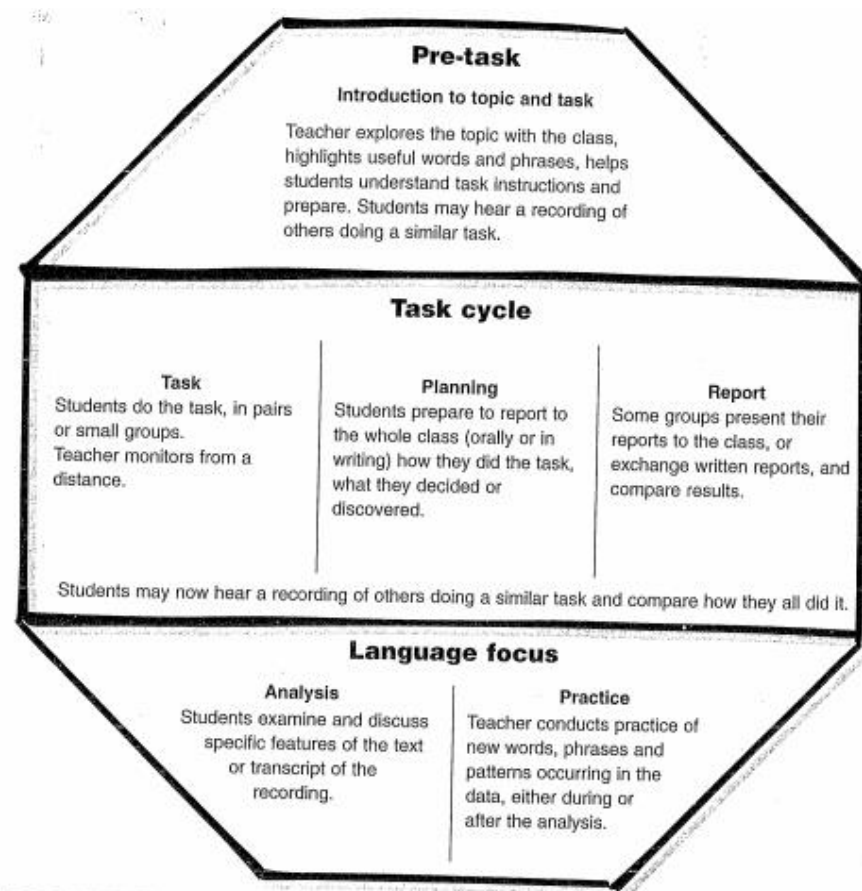 Pre-task
Introduction to topic and task
Teacher explores the topic with the class,
highlights useful words and phrases, helps
students understand task instructions and
prepare. Students may hear a recording of
others doing a similar task.
Task cycle
Task
Students do the task, in pairs
or small groups.
Teacher monitors from a
distance.
Planning
Students prepare to report to
the whole class (orally or in
writing) how they did the task,
what they decided or
discovered.
Report
Some groups present their
reports to the class, or
exchange written reports, and
compare results.
Students may now hear a recording of others doing a similar task and compare how they all did it.
Language focus
Analysis
Students examine and discuss
specific features of the text
or transcript of the
recording.
Practice
Teacher conducts practice of
new words, phrases and
patterns occurring in the
data, either during or
after the analysis.